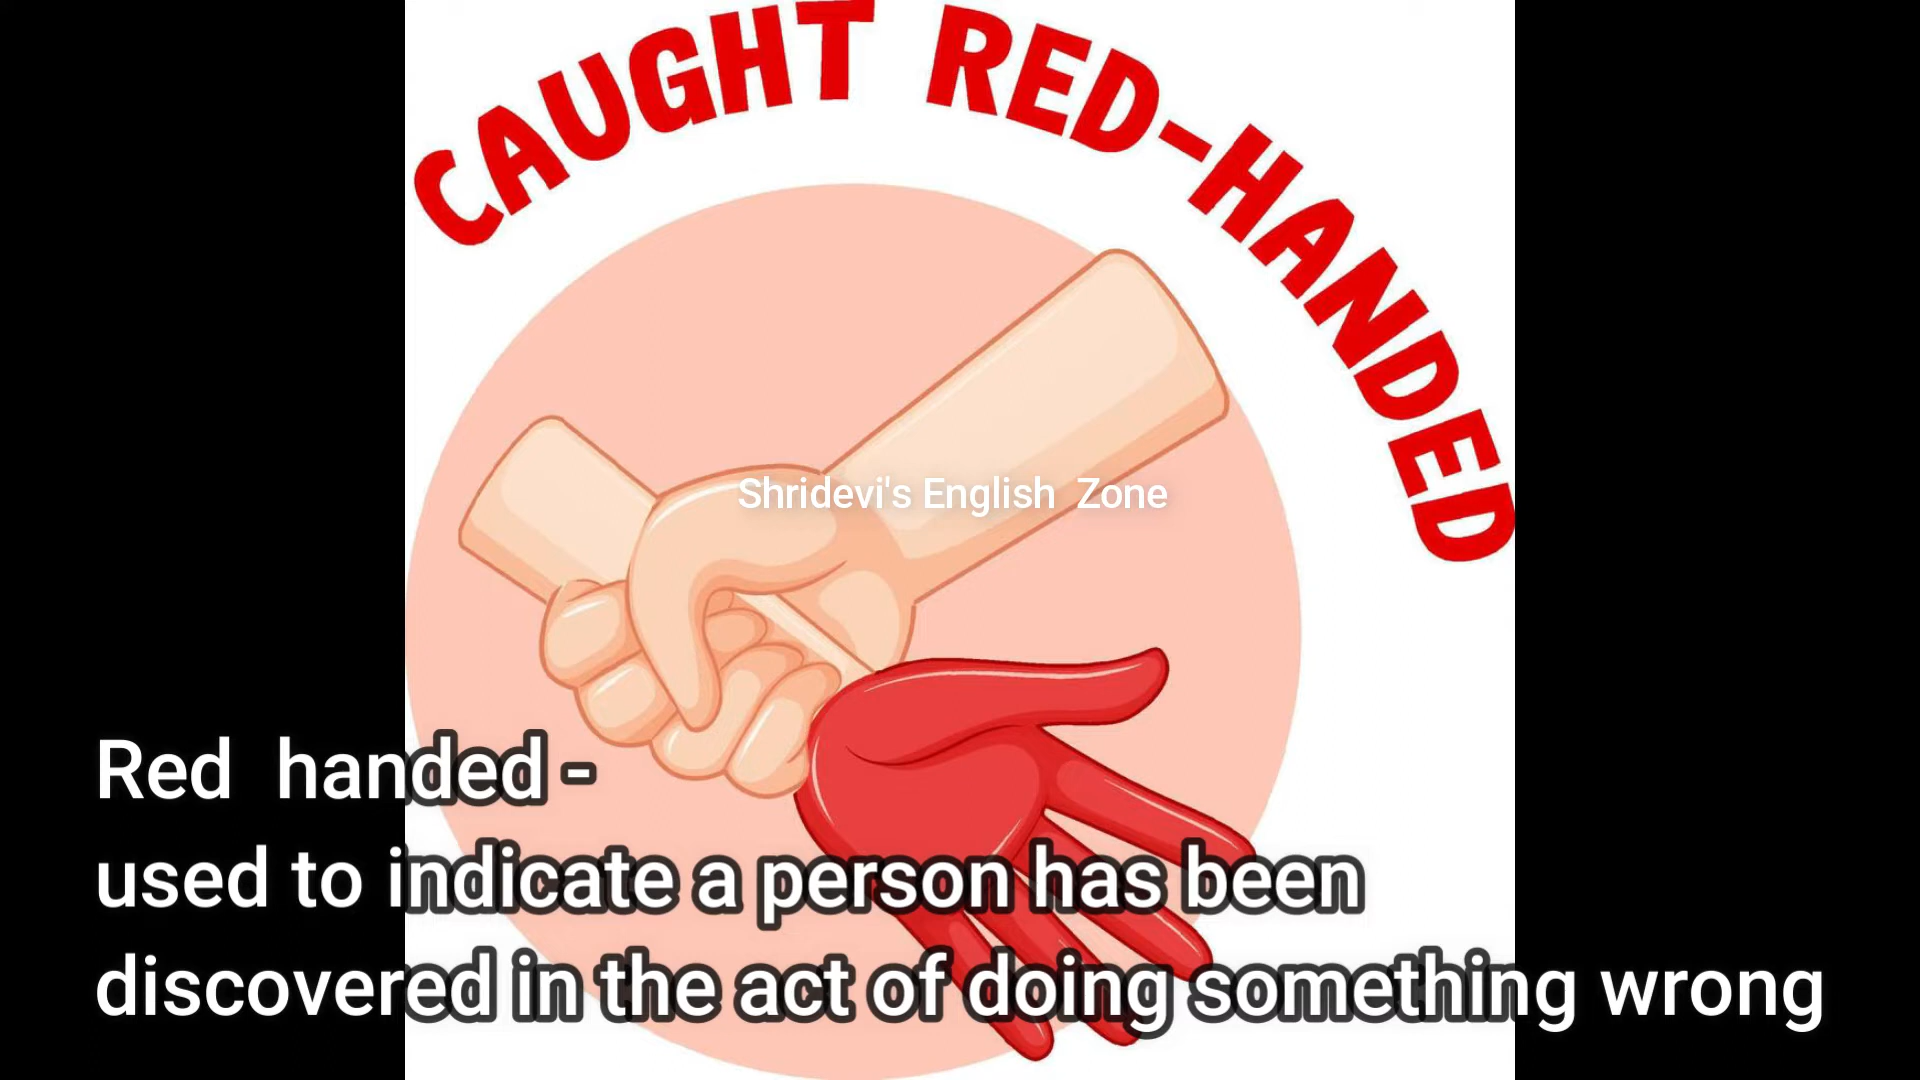 CAUGHT RED-HANDED
Shridevi's English Zone
Red handed -
used to indicate a person has been
discovered in the act of doing something wrong